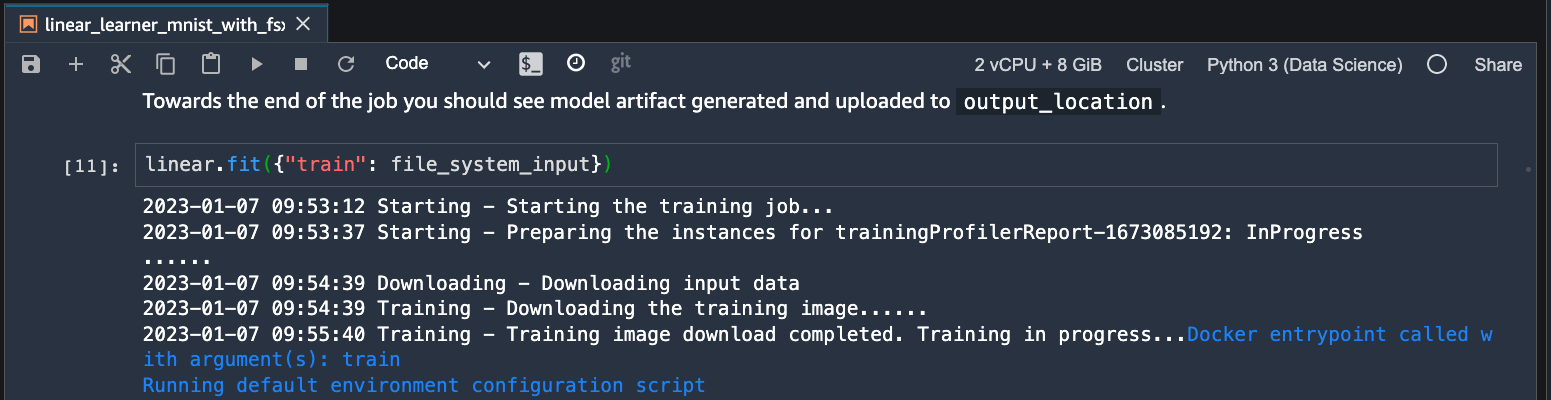 linear_learner_mnist_with_fsx
Code $_ git 2 vCPU + 8 GiB Cluster Python 3 (Data Science) Share
Towards the end of the job you should see model artifact generated and uploaded to output_location.
[11]: linear.fit({"train": file_system_input})
2023-01-07 09:53:12 Starting - Starting the training job...
2023-01-07 09:53:37 Starting - Preparing the instances for trainingProfilerReport-1673085192: InProgress
......
2023-01-07 09:54:39 Downloading - Downloading input data
2023-01-07 09:54:39 Training - Downloading the training image......
2023-01-07 09:55:40 Training - Training image download completed. Training in progress...Docker entrypoint called w
ith argument(s): train
Running default environment configuration script